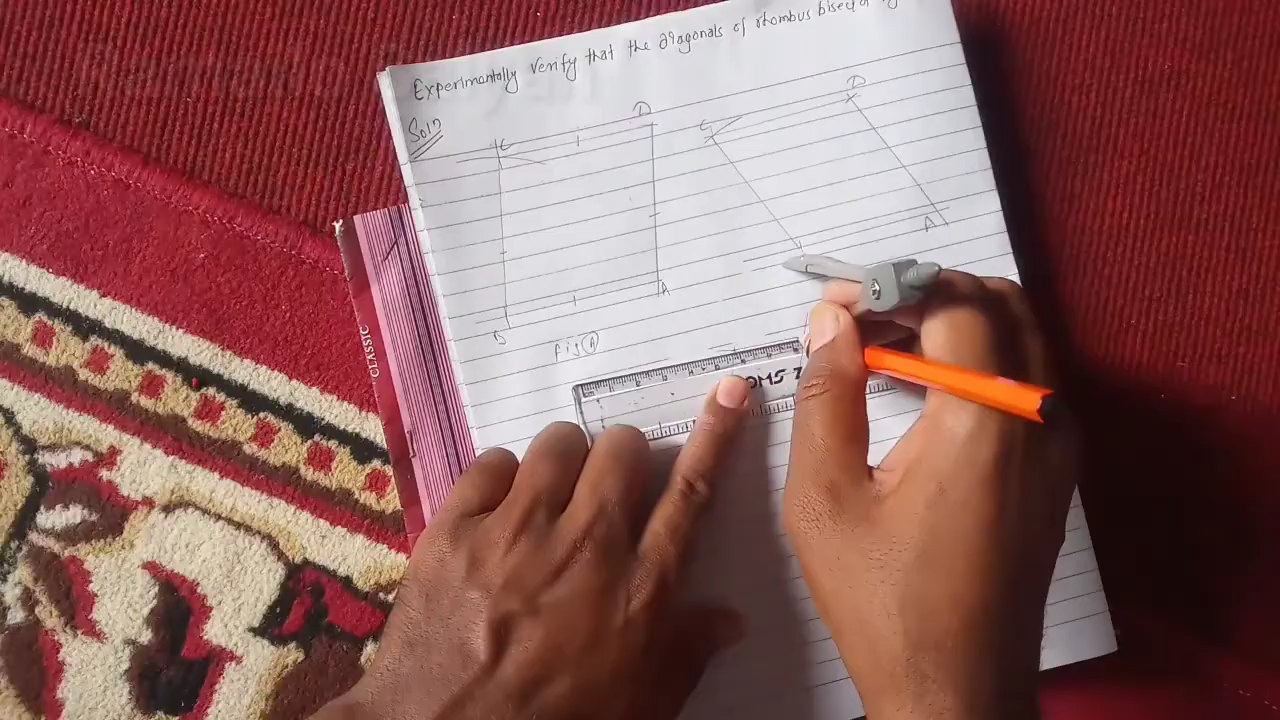 Experimentally verify that the diagonals of rhombus bisect
Soln
C D
C D
A
B A
fig A
CLASSIC